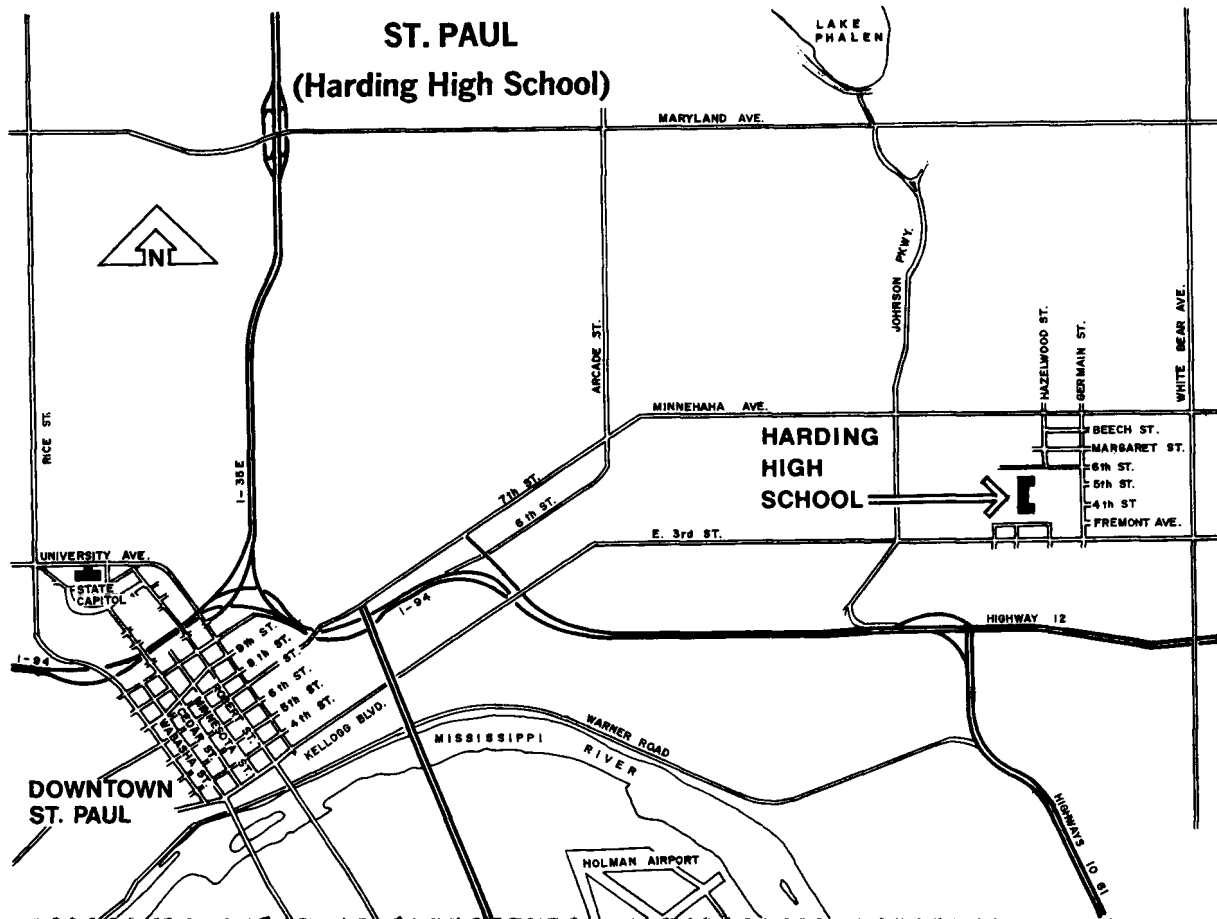 ST. PAUL
(Harding High School)
LAKE
PHALEN
MARYLAND AVE.
N
JOHNSON PKWY.
HAZELWOOD ST.
GERMAIN ST.
WHITE BEAR AVE.
ARCADE ST.
RICE ST.
I-35E
MINNEHAHA AVE.
BEECH ST.
MARGARET ST.
6th ST.
5th ST.
4th ST
FREMONT AVE.
HARDING
HIGH
SCHOOL
7th ST.
6th ST.
E. 3rd ST.
UNIVERSITY AVE.
STATE
CAPITOL
I-94
I-94
HIGHWAY 12
9th ST.
8th ST.
ST.
6th ST.
5th ST.
4th ST.
KELLOGG BLVD.
ROBERT ST.
MINNESOTA ST.
CEDAR ST.
WABASHA ST.
WARNER ROAD
MISSISSIPPI
RIVER
DOWNTOWN
ST. PAUL
HIGHWAYS 10 61
HOLMAN AIRPORT